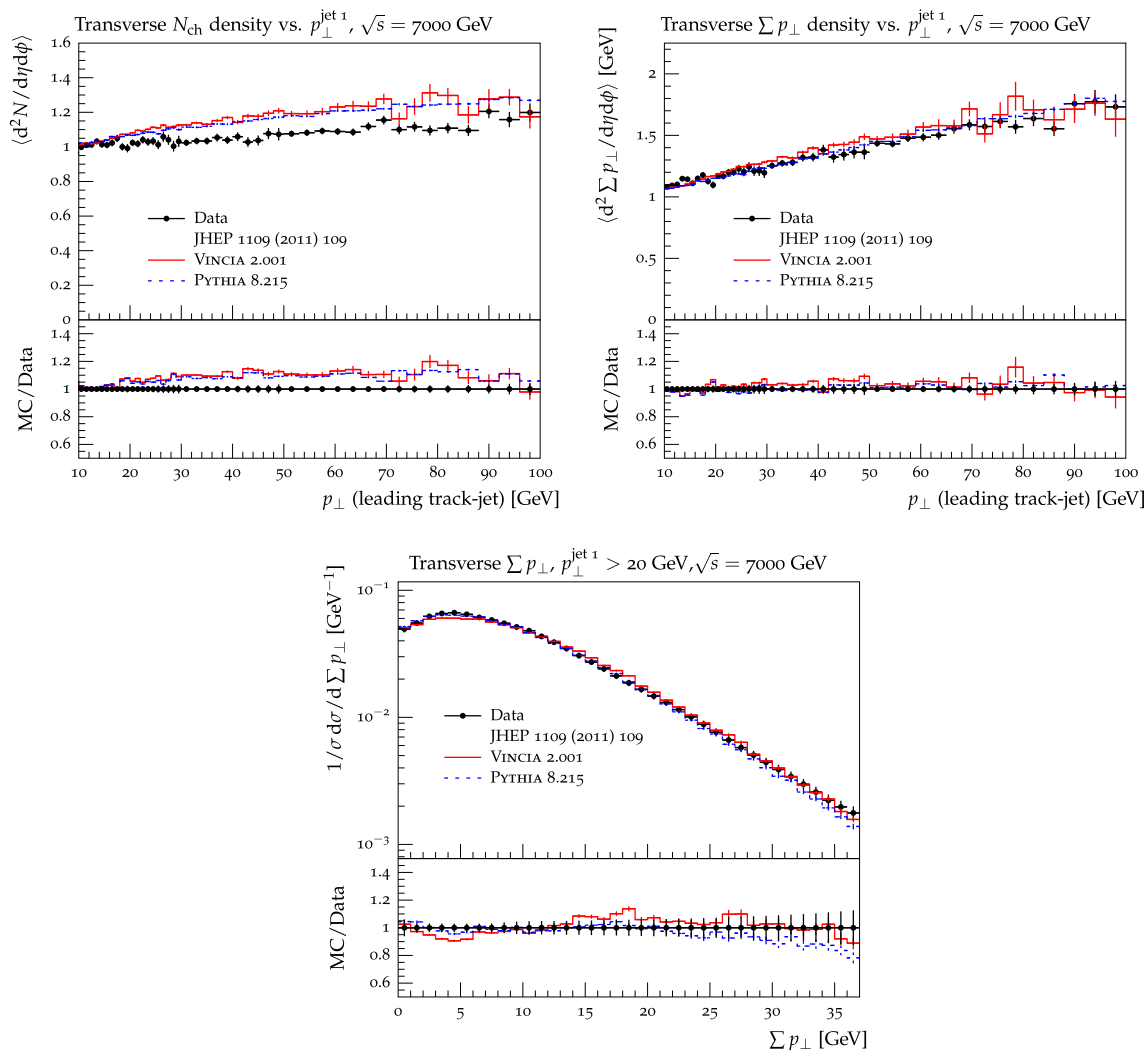 Transverse N_ch density vs. p_⊥^jet 1, √s = 7000 GeV
⟨d²N/dηdϕ⟩
1.6
1.4
1.2
1.0
0.8
0.6
0.4
0.2
0
Data
JHEP 1109 (2011) 109
VINCIA 2.001
PYTHIA 8.215
MC/Data
1.4
1.2
1
0.8
0.6
10 20 30 40 50 60 70 80 90 100
p_⊥ (leading track-jet) [GeV]
Transverse ∑ p_⊥ density vs. p_⊥^jet 1, √s = 7000 GeV
⟨d² ∑ p_⊥/dηdϕ⟩ [GeV]
2
1.5
1
0.5
0
Data
JHEP 1109 (2011) 109
VINCIA 2.001
PYTHIA 8.215
MC/Data
1.4
1.2
1
0.8
0.6
10 20 30 40 50 60 70 80 90 100
p_⊥ (leading track-jet) [GeV]
Transverse ∑ p_⊥, p_⊥^jet 1 > 20 GeV,√s = 7000 GeV
1/σ dσ/d ∑ p_⊥ [GeV⁻¹]
10⁻¹
10⁻²
10⁻³
Data
JHEP 1109 (2011) 109
VINCIA 2.001
PYTHIA 8.215
MC/Data
1.4
1.2
1
0.8
0.6
0 5 10 15 20 25 30 35
∑ p_⊥ [GeV]